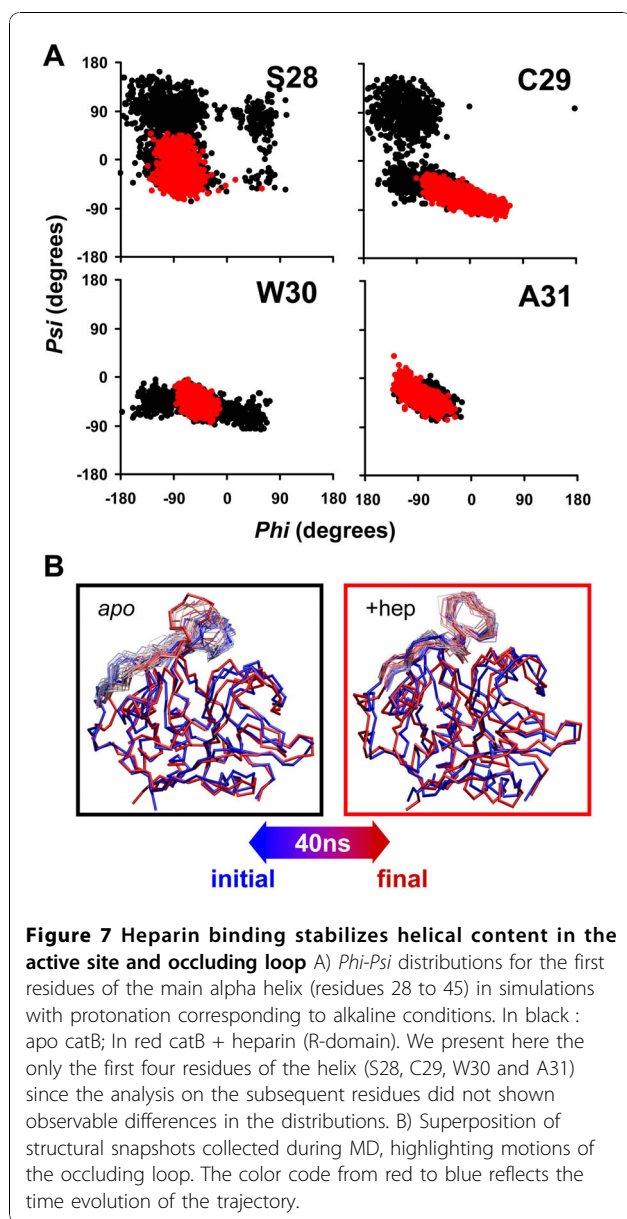 A
180
90
0
-90
-180
S28
C29
180
90
0
-90
-180
W30
A31
Psi (degrees)
-180 -90 0 90 180 -90 0 90 180
Phi (degrees)
B
apo
+hep
40ns
initial
final
Figure 7 Heparin binding stabilizes helical content in the
active site and occluding loop A) Phi-Psi distributions for the first
residues of the main alpha helix (residues 28 to 45) in simulations
with protonation corresponding to alkaline conditions. In black :
apo catB; In red catB + heparin (R-domain). We present here the
only the first four residues of the helix (S28, C29, W30 and A31)
since the analysis on the subsequent residues did not shown
observable differences in the distributions. B) Superposition of
structural snapshots collected during MD, highlighting motions of
the occluding loop. The color code from red to blue reflects the
time evolution of the trajectory.